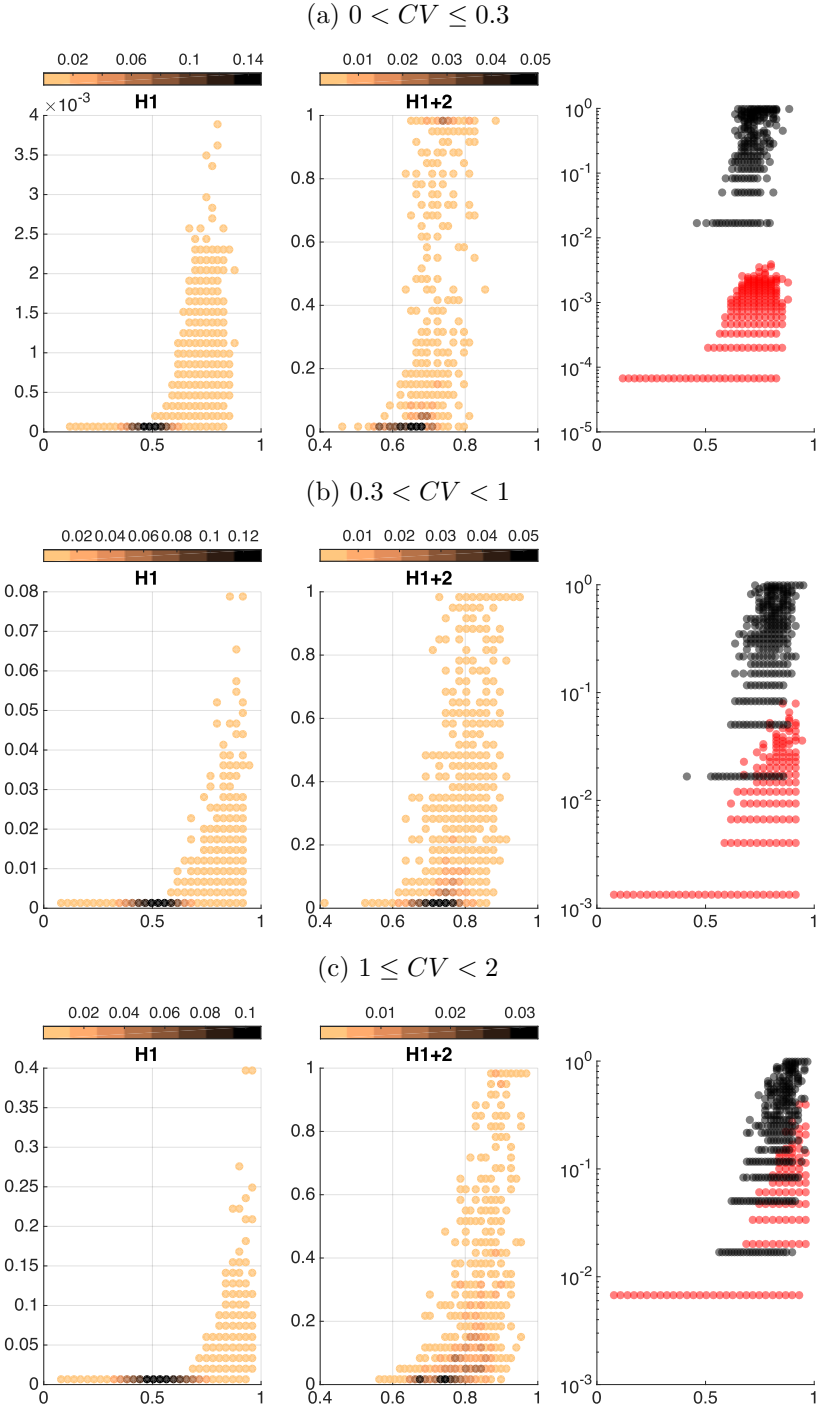 (a) 0 < CV ≤ 0.3
0.02 0.06 0.1 0.14
0.01 0.02 0.03 0.04 0.05
H1
H1+2
×10⁻³
4
3.5
3
2.5
2
1.5
1
0.5
0
0 0.5 1
1
0.8
0.6
0.4
0.2
0
0.4 0.6 0.8 1
10⁰
10⁻¹
10⁻²
10⁻³
10⁻⁴
10⁻⁵
0 0.5 1
(b) 0.3 < CV < 1
0.02 0.04 0.06 0.08 0.1 0.12
0.01 0.02 0.03 0.04 0.05
H1
H1+2
0.08
0.07
0.06
0.05
0.04
0.03
0.02
0.01
0
0 0.5 1
1
0.8
0.6
0.4
0.2
0
0.4 0.6 0.8 1
10⁰
10⁻¹
10⁻²
10⁻³
0 0.5 1
(c) 1 ≤ CV < 2
0.02 0.04 0.06 0.08 0.1
0.01 0.02 0.03
H1
H1+2
0.4
0.35
0.3
0.25
0.2
0.15
0.1
0.05
0
0 0.5 1
1
0.8
0.6
0.4
0.2
0
0.4 0.6 0.8 1
10⁰
10⁻¹
10⁻²
10⁻³
0 0.5 1